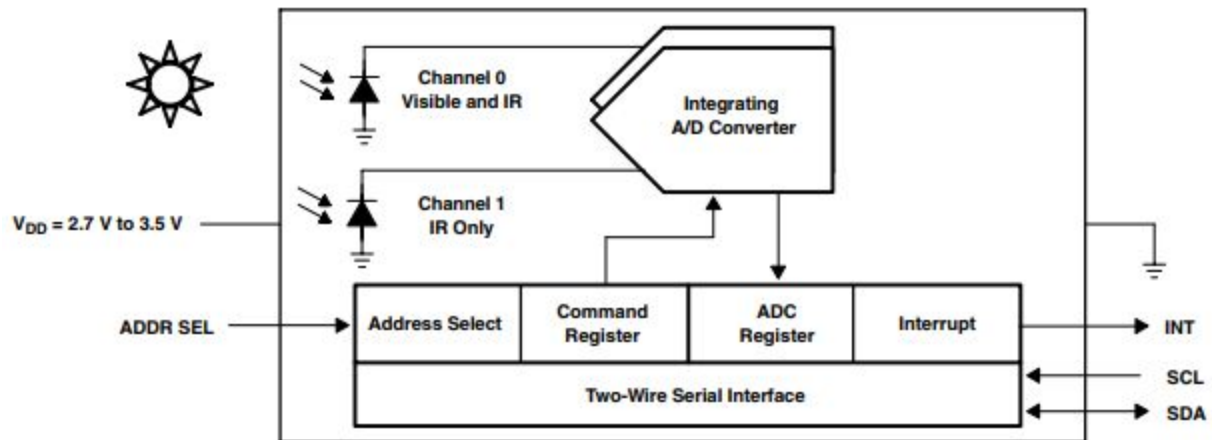 Channel 0
Visible and IR
Integrating
A/D Converter
Channel 1
IR Only
VDD = 2.7 V to 3.5 V
ADDR SEL
Address Select
Command
Register
ADC
Register
Interrupt
INT
Two-Wire Serial Interface
SCL
SDA